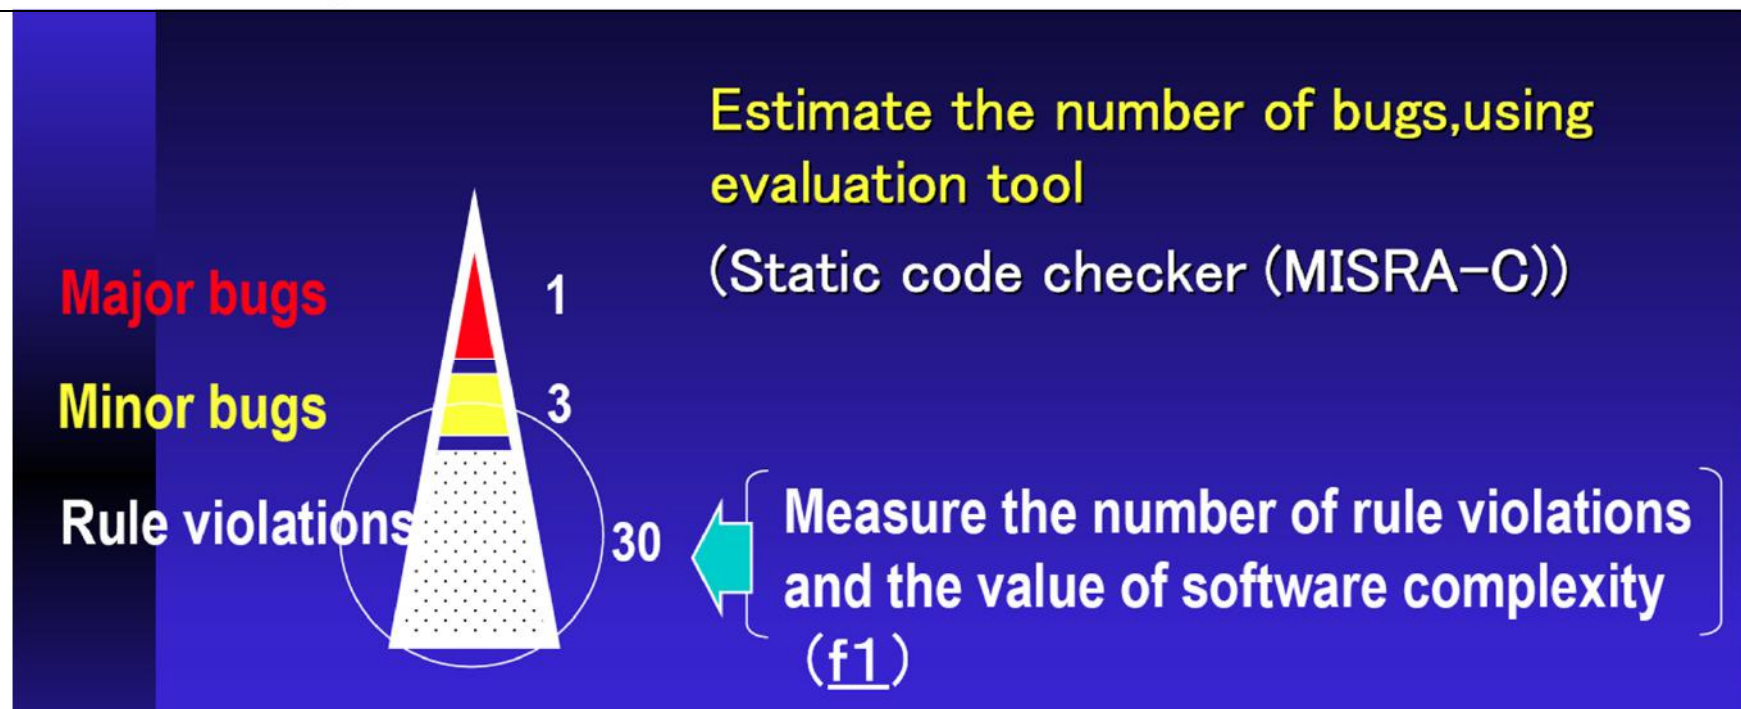 Estimate the number of bugs,using
evaluation tool
(Static code checker (MISRA-C))
Major bugs 1
Minor bugs 3
Rule violations 30
Measure the number of rule violations
and the value of software complexity
(f1)